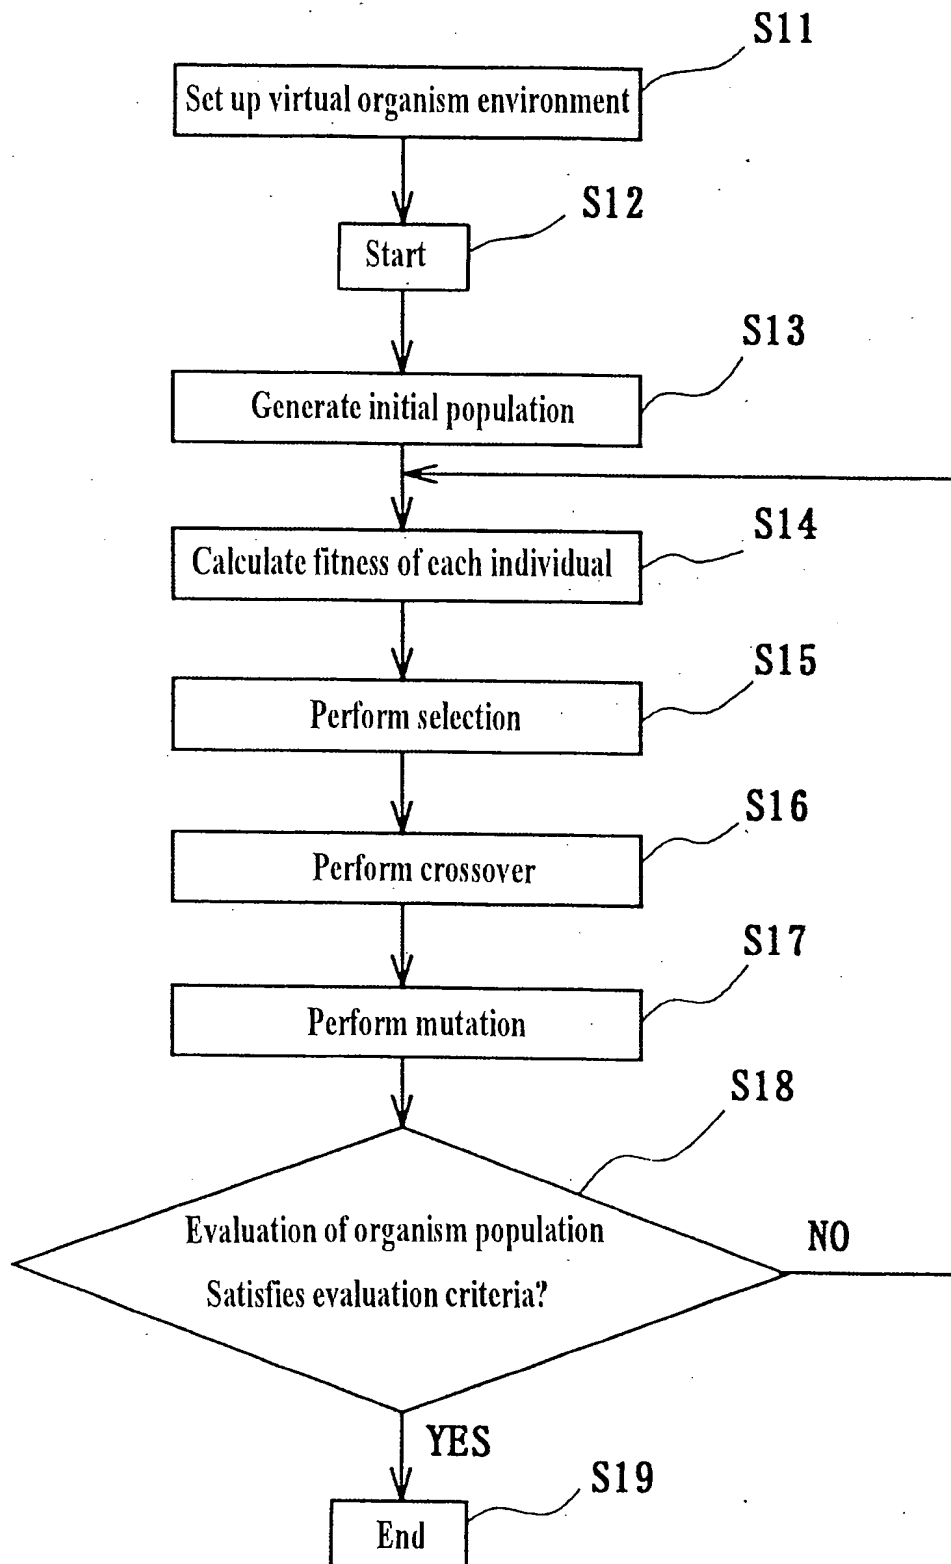 S11
Set up virtual organism environment
S12
Start
S13
Generate initial population
S14
Calculate fitness of each individual
S15
Perform selection
S16
Perform crossover
S17
Perform mutation
S18
Evaluation of organism population
Satisfies evaluation criteria?
NO
YES
S19
End